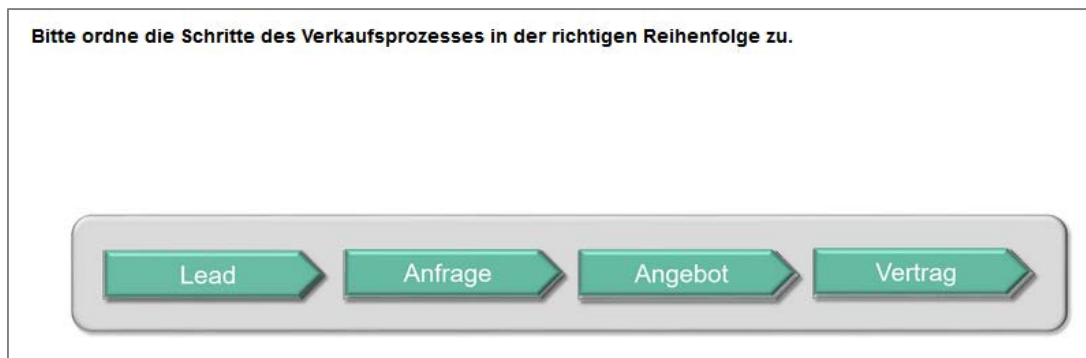 Bitte ordne die Schritte des Verkaufsprozesses in der richtigen Reihenfolge zu.
Lead Anfrage Angebot Vertrag